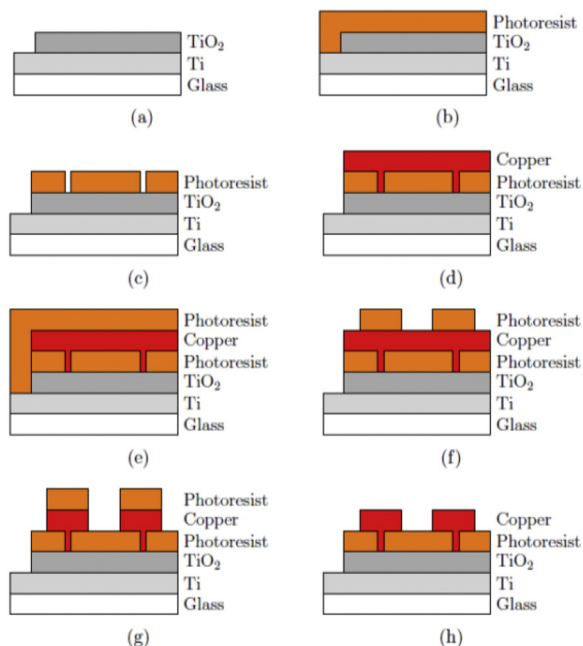 TiO₂
Ti
Glass
(a)
Photoresist
TiO₂
Ti
Glass
(b)
Photoresist
TiO₂
Ti
Glass
(c)
Copper
Photoresist
TiO₂
Ti
Glass
(d)
Photoresist
Copper
Photoresist
TiO₂
Ti
Glass
(e)
Photoresist
Copper
Photoresist
TiO₂
Ti
Glass
(f)
Photoresist
Copper
Photoresist
TiO₂
Ti
Glass
(g)
Copper
Photoresist
TiO₂
Ti
Glass
(h)